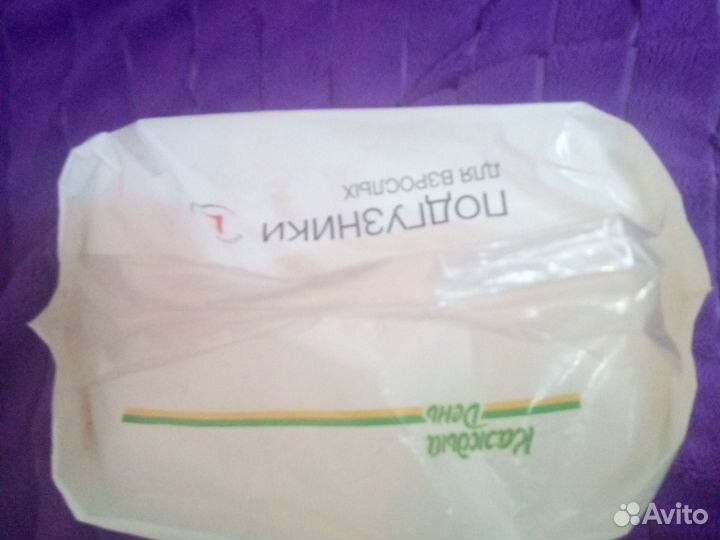 Каждый
День
ПОДГУЗНИКИ
ДЛЯ ВЗРОСЛЫХ
Avito